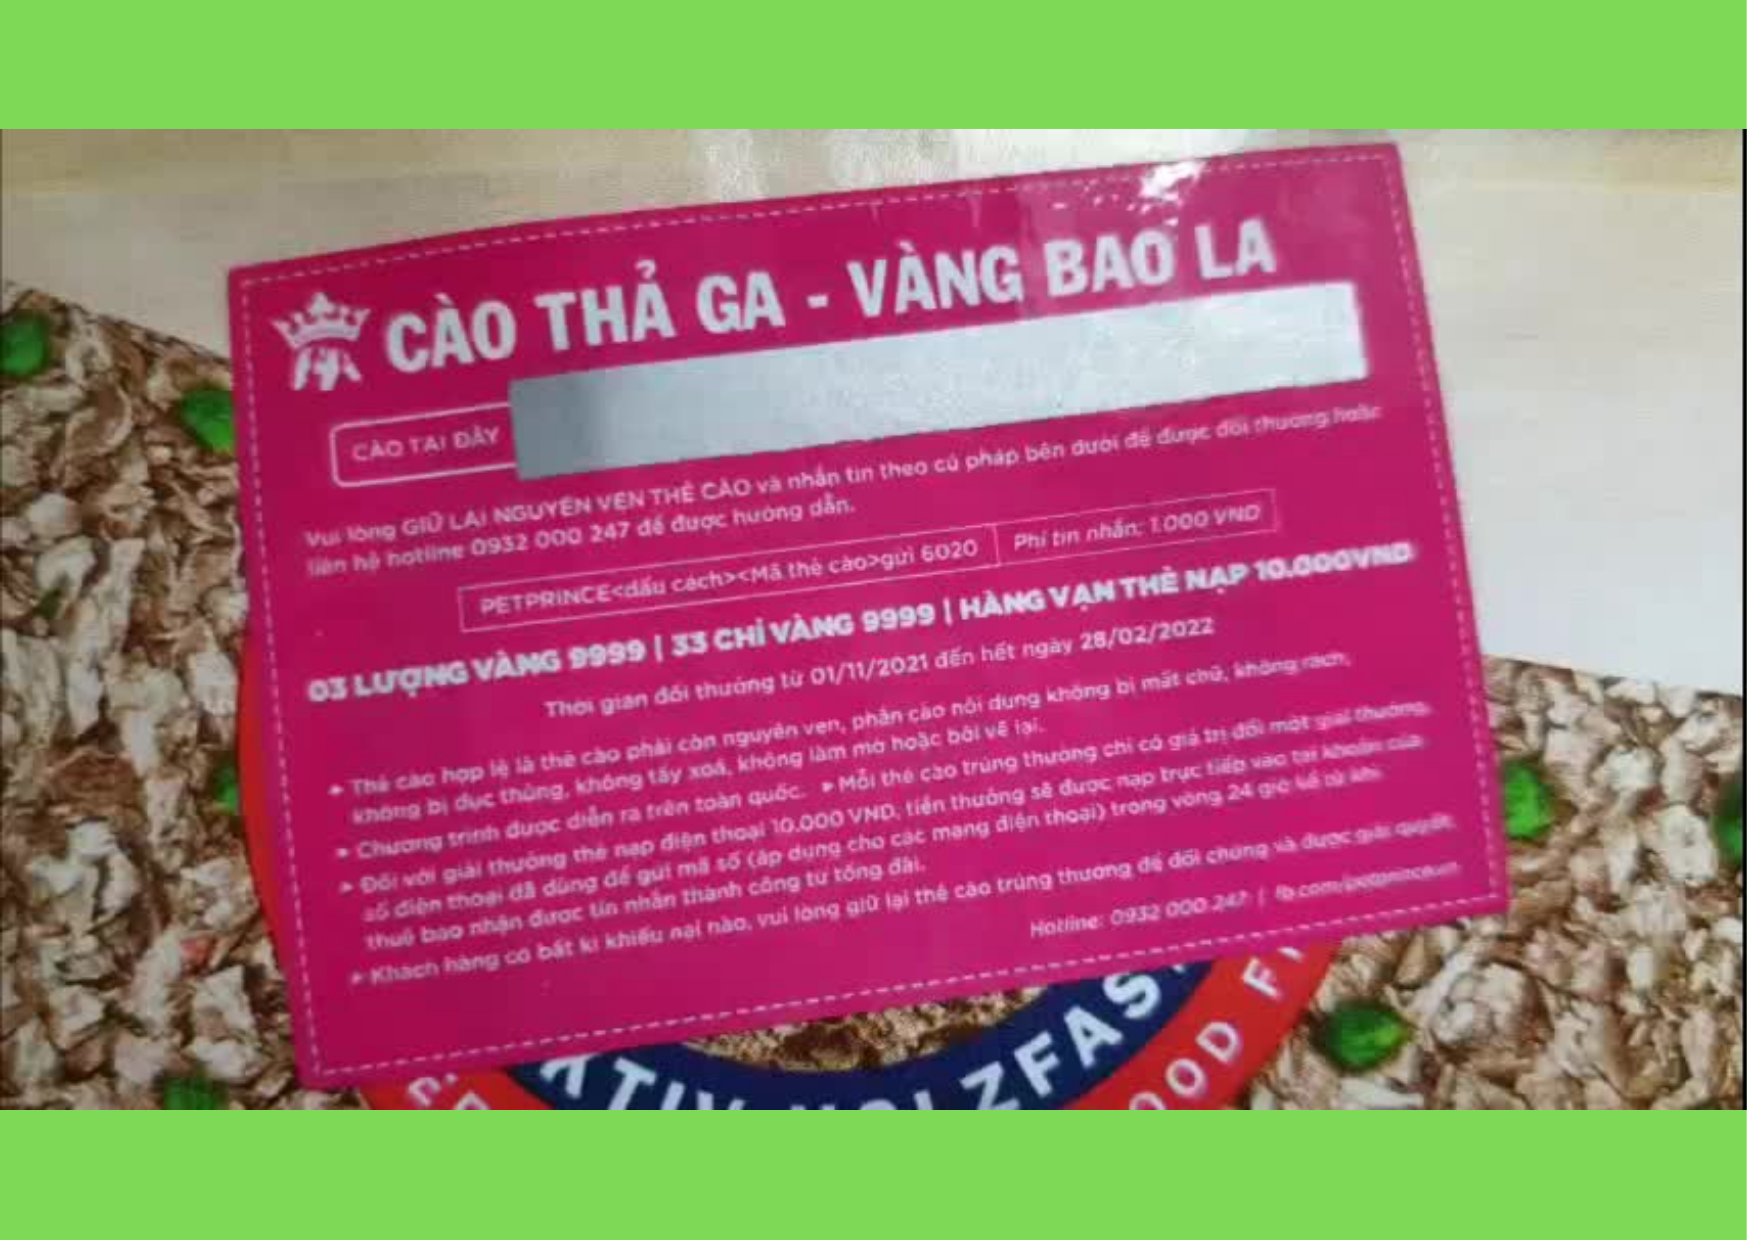 CÀO THẢ GA - VÀNG BAO LA
CÀO TẠI ĐÂY
Vui lòng GIỮ LẠI NGUYÊN VẸN THẺ CÀO và nhắn tin theo cú pháp bên dưới để được đổi thưởng hoặc
liên hệ hotline 0932 000 247 để được hướng dẫn.
PETPRINCE<dấu cách><Mã thẻ cào>gửi 6020
Phí tin nhắn: 1.000 VND
03 LƯỢNG VÀNG 9999 | 33 CHỈ VÀNG 9999 | HÀNG VẠN THẺ NẠP 10.000VND
Thời gian đổi thưởng từ 01/11/2021 đến hết ngày 28/02/2022
▸ Thẻ cào hợp lệ là thẻ cào phải còn nguyên vẹn, phần cào nội dung không bị mất chữ, không rách,
không bị đục thủng, không tẩy xoá, không làm mờ hoặc bôi vẽ lại.
▸ Chương trình được diễn ra trên toàn quốc. ▸ Mỗi thẻ cào trúng thưởng chỉ có giá trị đổi một giải thưởng.
▸ Đối với giải thưởng thẻ nạp điện thoại 10.000 VND, tiền thưởng sẽ được nạp trực tiếp vào tài khoản của
số điện thoại đã dùng để gửi mã số (áp dụng cho các mạng điện thoại) trong vòng 24 giờ kể từ khi
thuê bao nhận được tin nhắn thành công từ tổng đài.
▸ Khách hàng có bất kì khiếu nại nào, vui lòng giữ lại thẻ cào trúng thưởng để đối chứng và được giải quyết.
Hotline: 0932 000 247 | fb.com/petprince.vn
HOLZFAS
OOD F